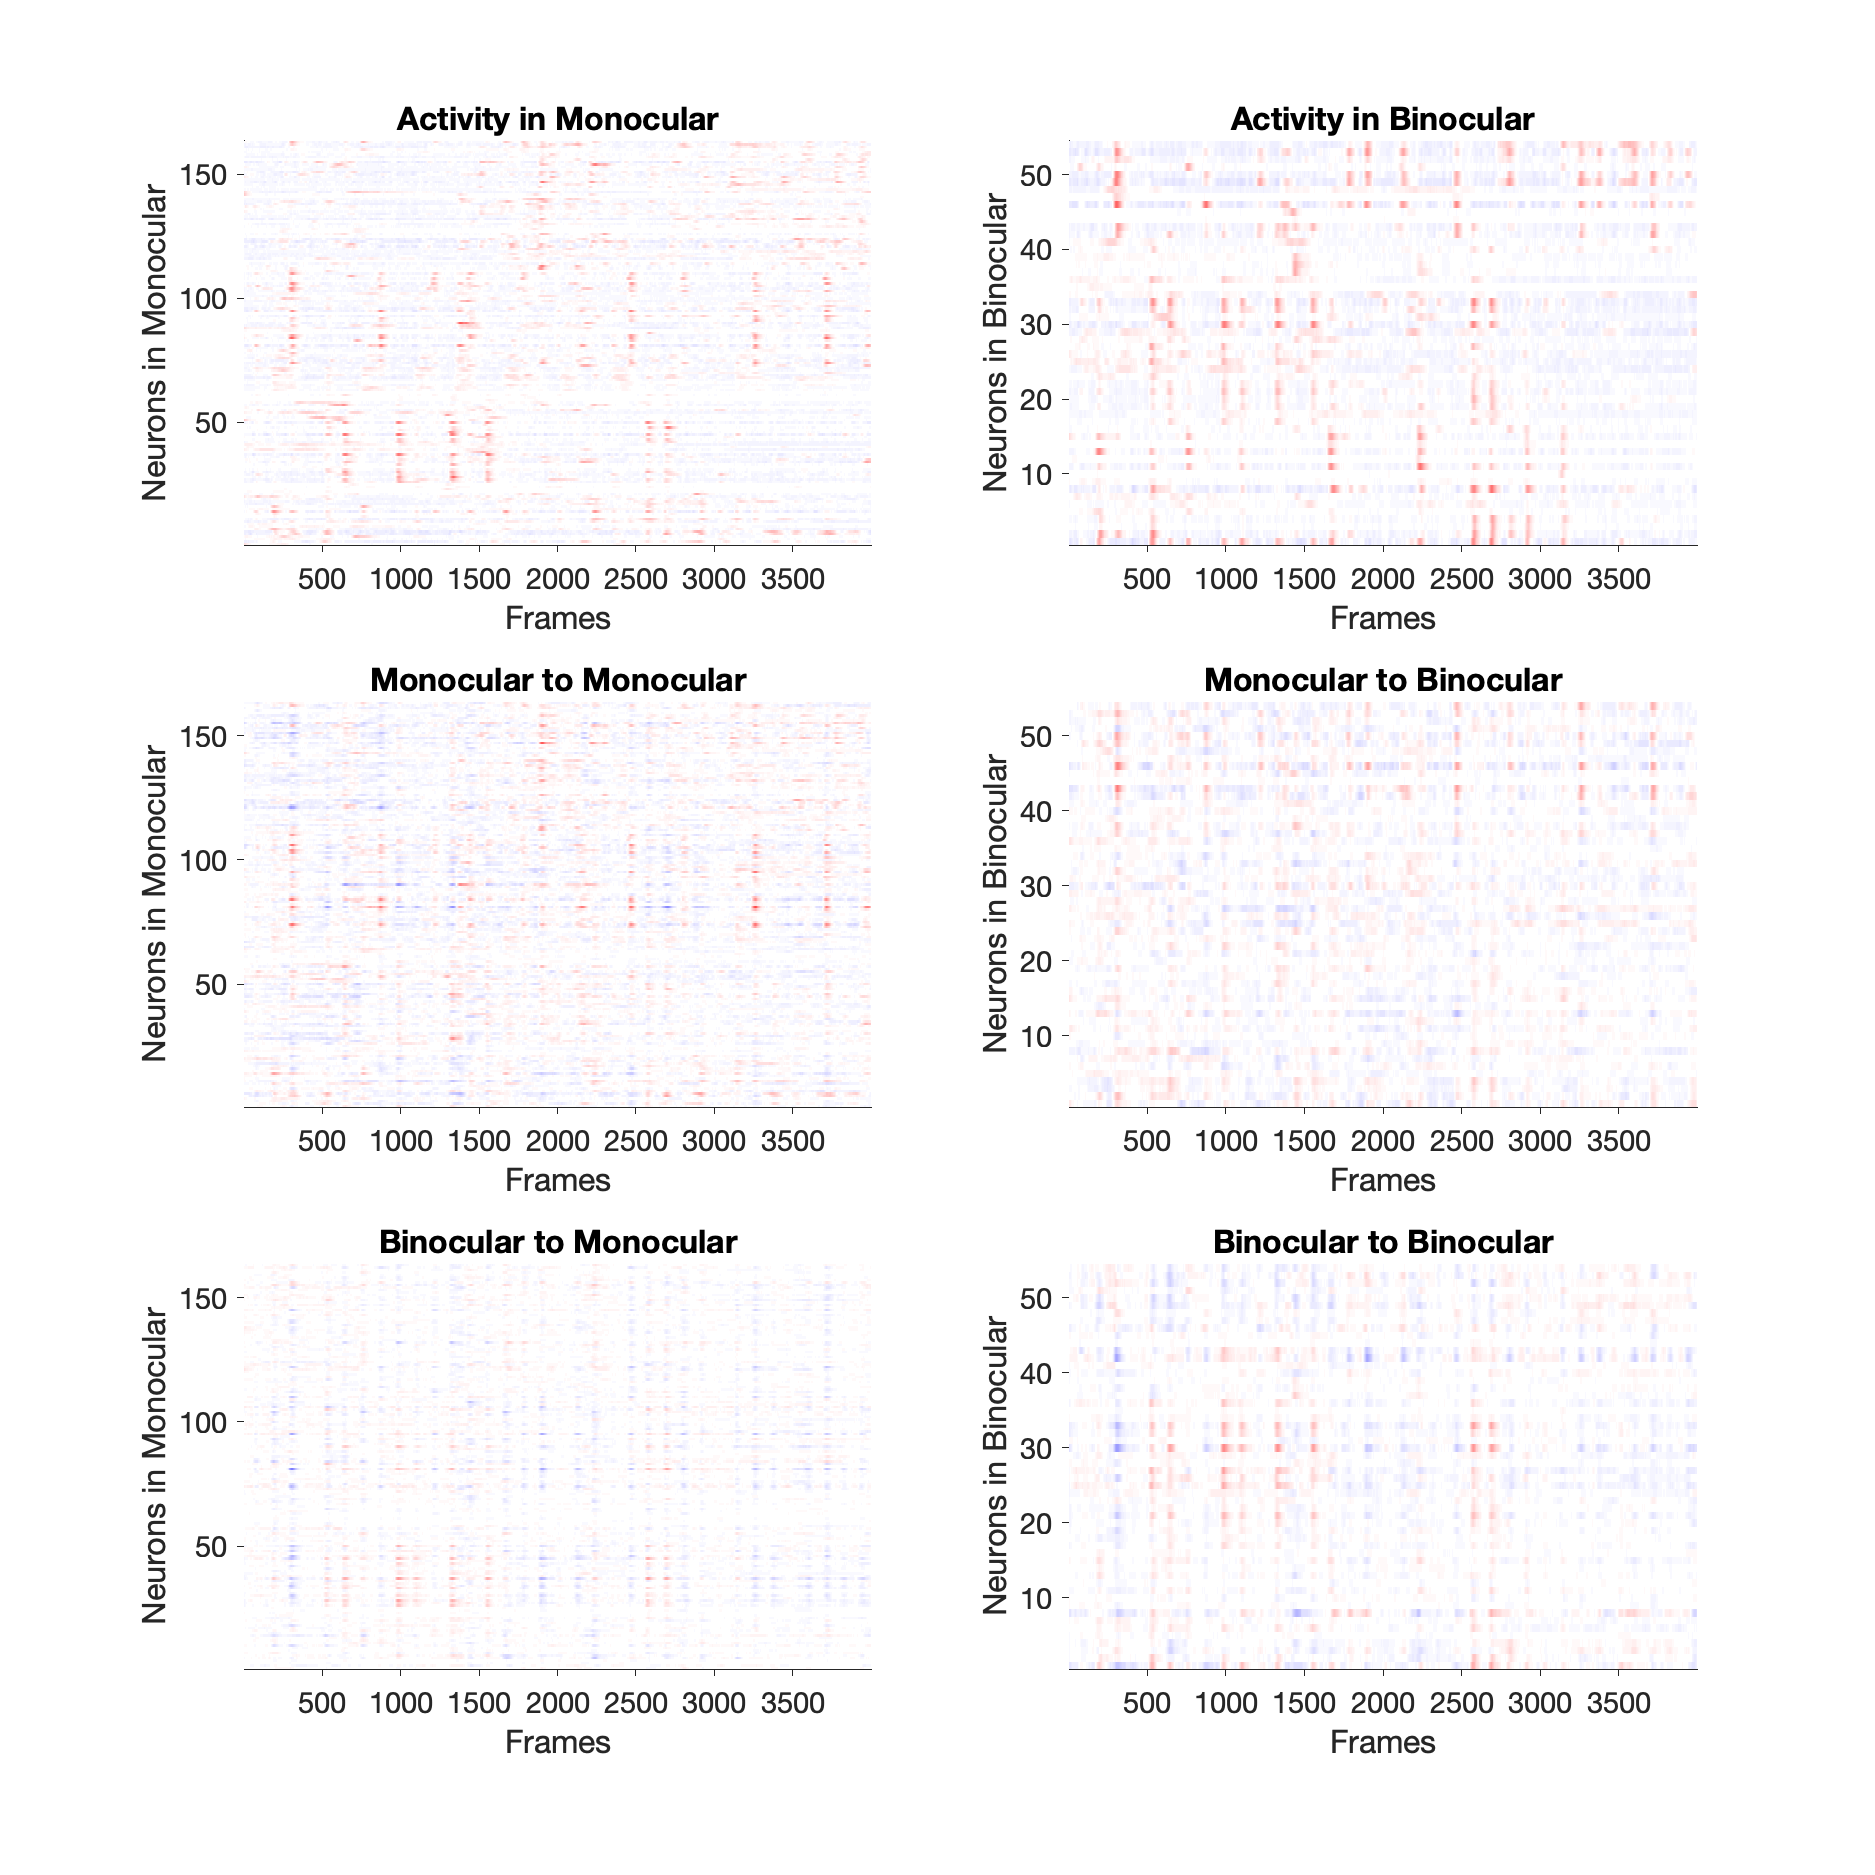 Activity in Monocular
Neurons in Monocular
150
100
50
500 1000 1500 2000 2500 3000 3500
Frames
Activity in Binocular
Neurons in Binocular
50
40
30
20
10
500 1000 1500 2000 2500 3000 3500
Frames
Monocular to Monocular
Neurons in Monocular
150
100
50
500 1000 1500 2000 2500 3000 3500
Frames
Monocular to Binocular
Neurons in Binocular
50
40
30
20
10
500 1000 1500 2000 2500 3000 3500
Frames
Binocular to Monocular
Neurons in Monocular
150
100
50
500 1000 1500 2000 2500 3000 3500
Frames
Binocular to Binocular
Neurons in Binocular
50
40
30
20
10
500 1000 1500 2000 2500 3000 3500
Frames